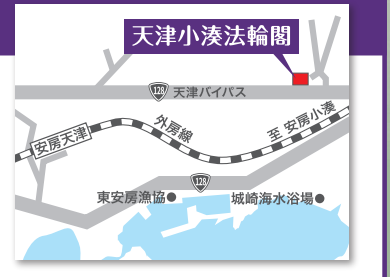 天津小湊法輪閣
128 天津バイパス
安房天津
外房線
至 安房小湊
128
東安房漁協
城崎海水浴場